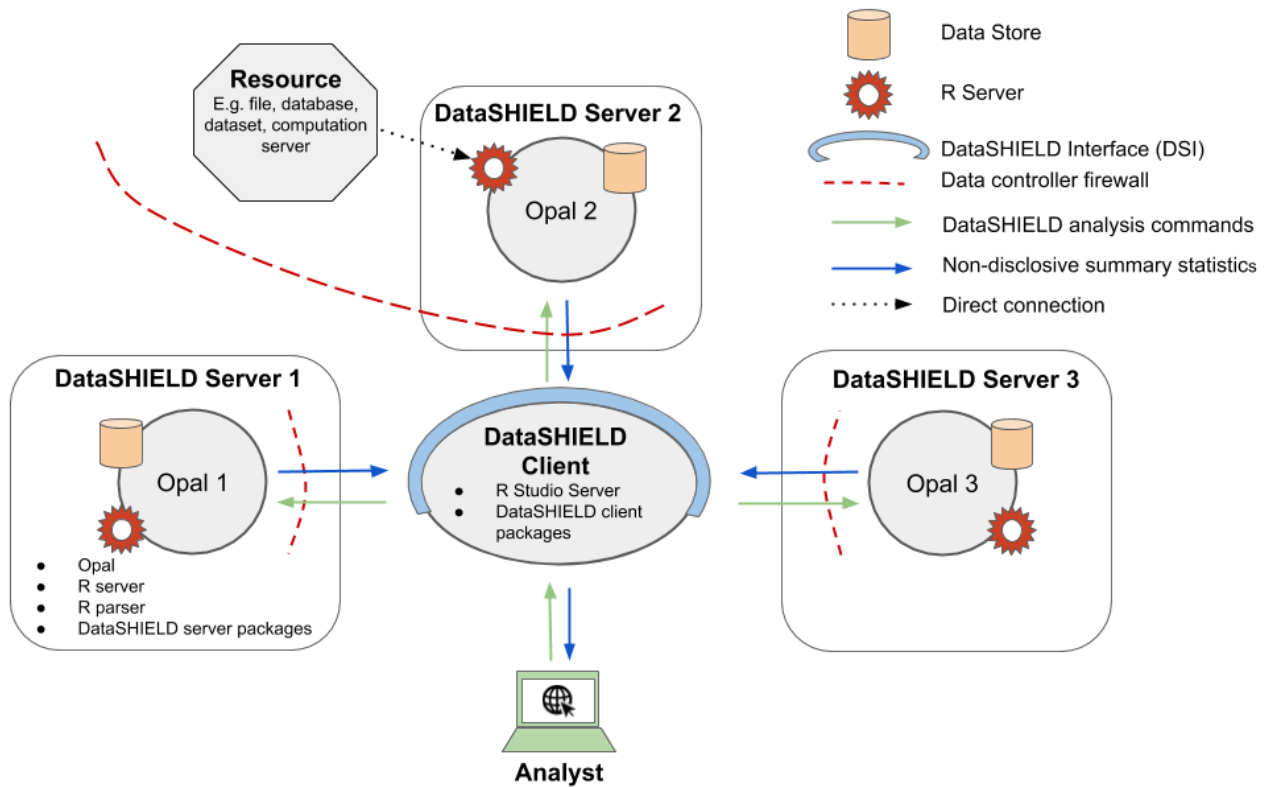 Resource
E.g. file, database,
dataset, computation
server
DataSHIELD Server 2
Opal 2
Data Store
R Server
DataSHIELD Interface (DSI)
Data controller firewall
DataSHIELD analysis commands
Non-disclosive summary statistics
Direct connection
DataSHIELD Server 1
Opal 1
● Opal
● R server
● R parser
● DataSHIELD server packages
DataSHIELD
Client
● R Studio Server
● DataSHIELD client
packages
DataSHIELD Server 3
Opal 3
Analyst